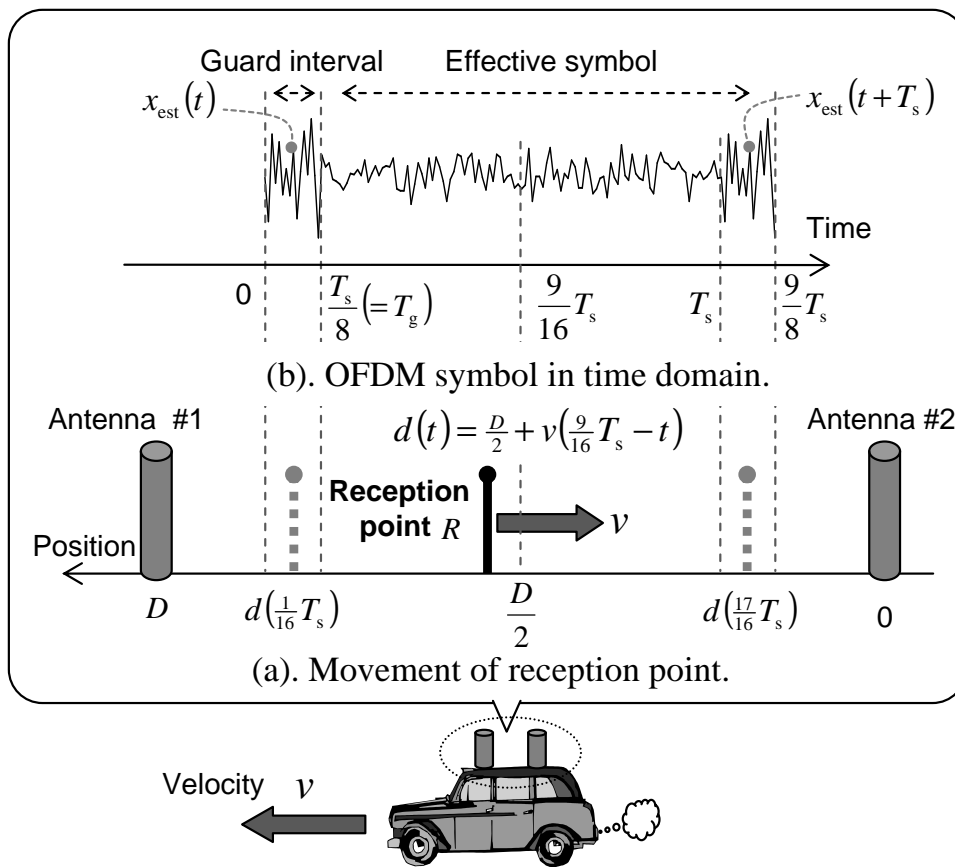 Guard interval
Effective symbol
x_est(t)
x_est(t + T_s)
Time
0
T_s/8 (= T_g)
9/16 T_s
T_s
9/8 T_s
(b). OFDM symbol in time domain.
Antenna #1
Antenna #2
d(t) = D/2 + v(9/16 T_s − t)
Reception
point R
v
Position
D
d(1/16 T_s)
D/2
d(17/16 T_s)
0
(a). Movement of reception point.
Velocity v